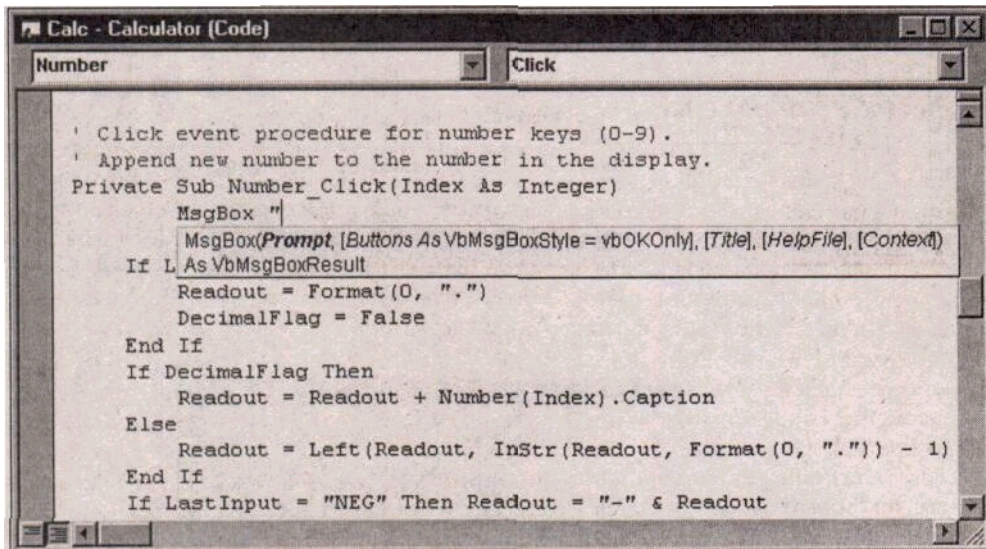 Calc - Calculator (Code)
Number Click
' Click event procedure for number keys (0-9).
' Append new number to the number in the display.
Private Sub Number_Click(Index As Integer)
MsgBox "
MsgBox(Prompt, [Buttons As VbMsgBoxStyle = vbOKOnly], [Title], [HelpFile], [Context])
If L As VbMsgBoxResult
Readout = Format(0, ".")
DecimalFlag = False
End If
If DecimalFlag Then
Readout = Readout + Number(Index).Caption
Else
Readout = Left(Readout, InStr(Readout, Format(0, ".")) - 1)
End If
If LastInput = "NEG" Then Readout = "-" & Readout